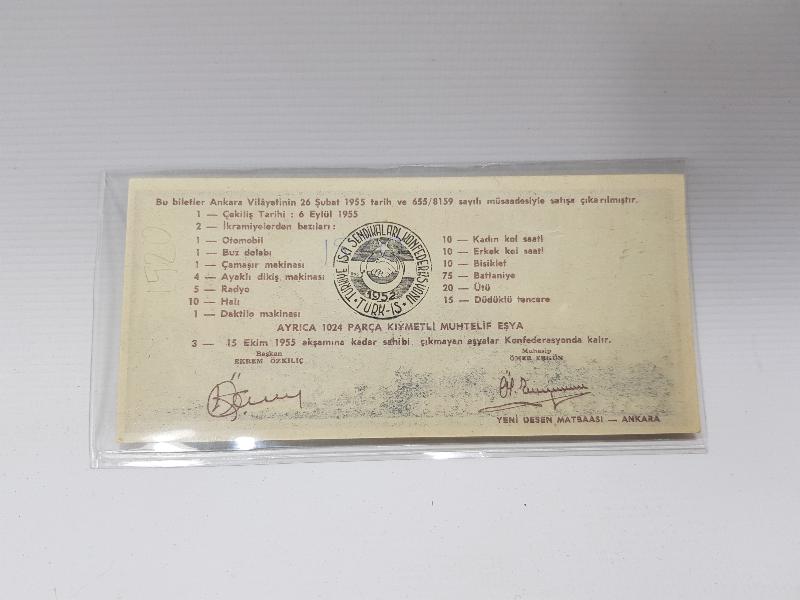 Bu biletler Ankara Vilâyetinin 26 Şubat 1955 tarih ve 655/8159 sayılı müsaadesiyle satışa çıkarılmıştır.
1 — Çekiliş Tarihi : 6 Eylül 1955
2 — İkramiyelerden bazıları :
1 — Otomobil
1 — Buz dolabı
1 — Çamaşır makinası
4 — Ayaklı dikiş makinası
5 — Radyo
10 — Halı
1 — Daktilo makinası
TÜRKİYE İŞÇİ SENDİKALARI KONFEDERASYONU
1952
TÜRK-İŞ
10 — Kadın kol saati
10 — Erkek kol saati
10 — Bisiklet
75 — Battaniye
20 — Ütü
15 — Düdüklü tencere
AYRICA 1024 PARÇA KIYMETLİ MUHTELİF EŞYA
3 — 15 Ekim 1955 akşamına kadar sahibi çıkmayan eşyalar Konfederasyonda kalır.
Başkan
EKREM ÖZKILIÇ
Muhasip
ÖMER ERGÜN
YENİ DESEN MATBAASI — ANKARA